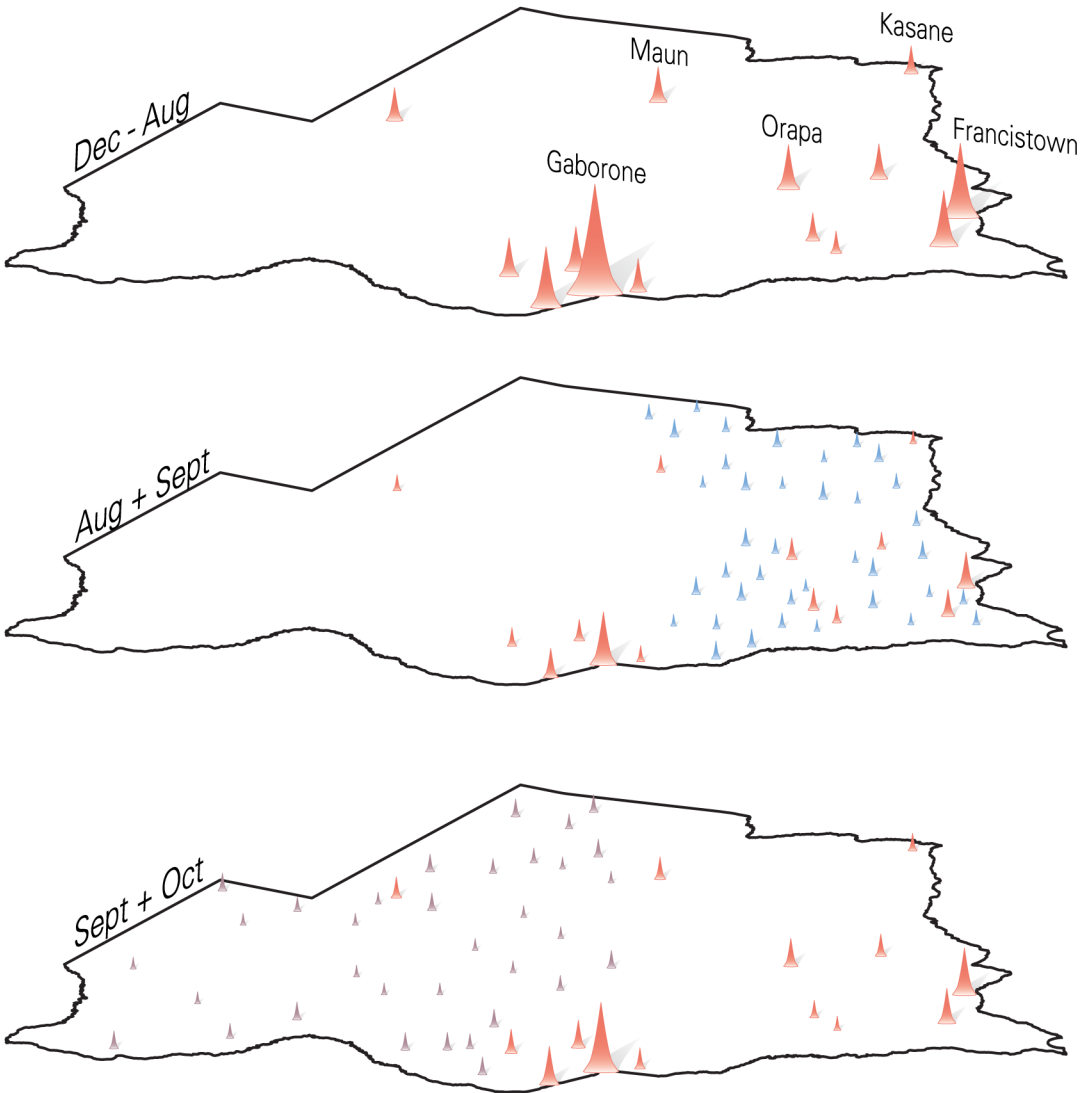 Kasane
Maun
Dec - Aug
Orapa
Francistown
Gaborone
Aug + Sept
Sept + Oct